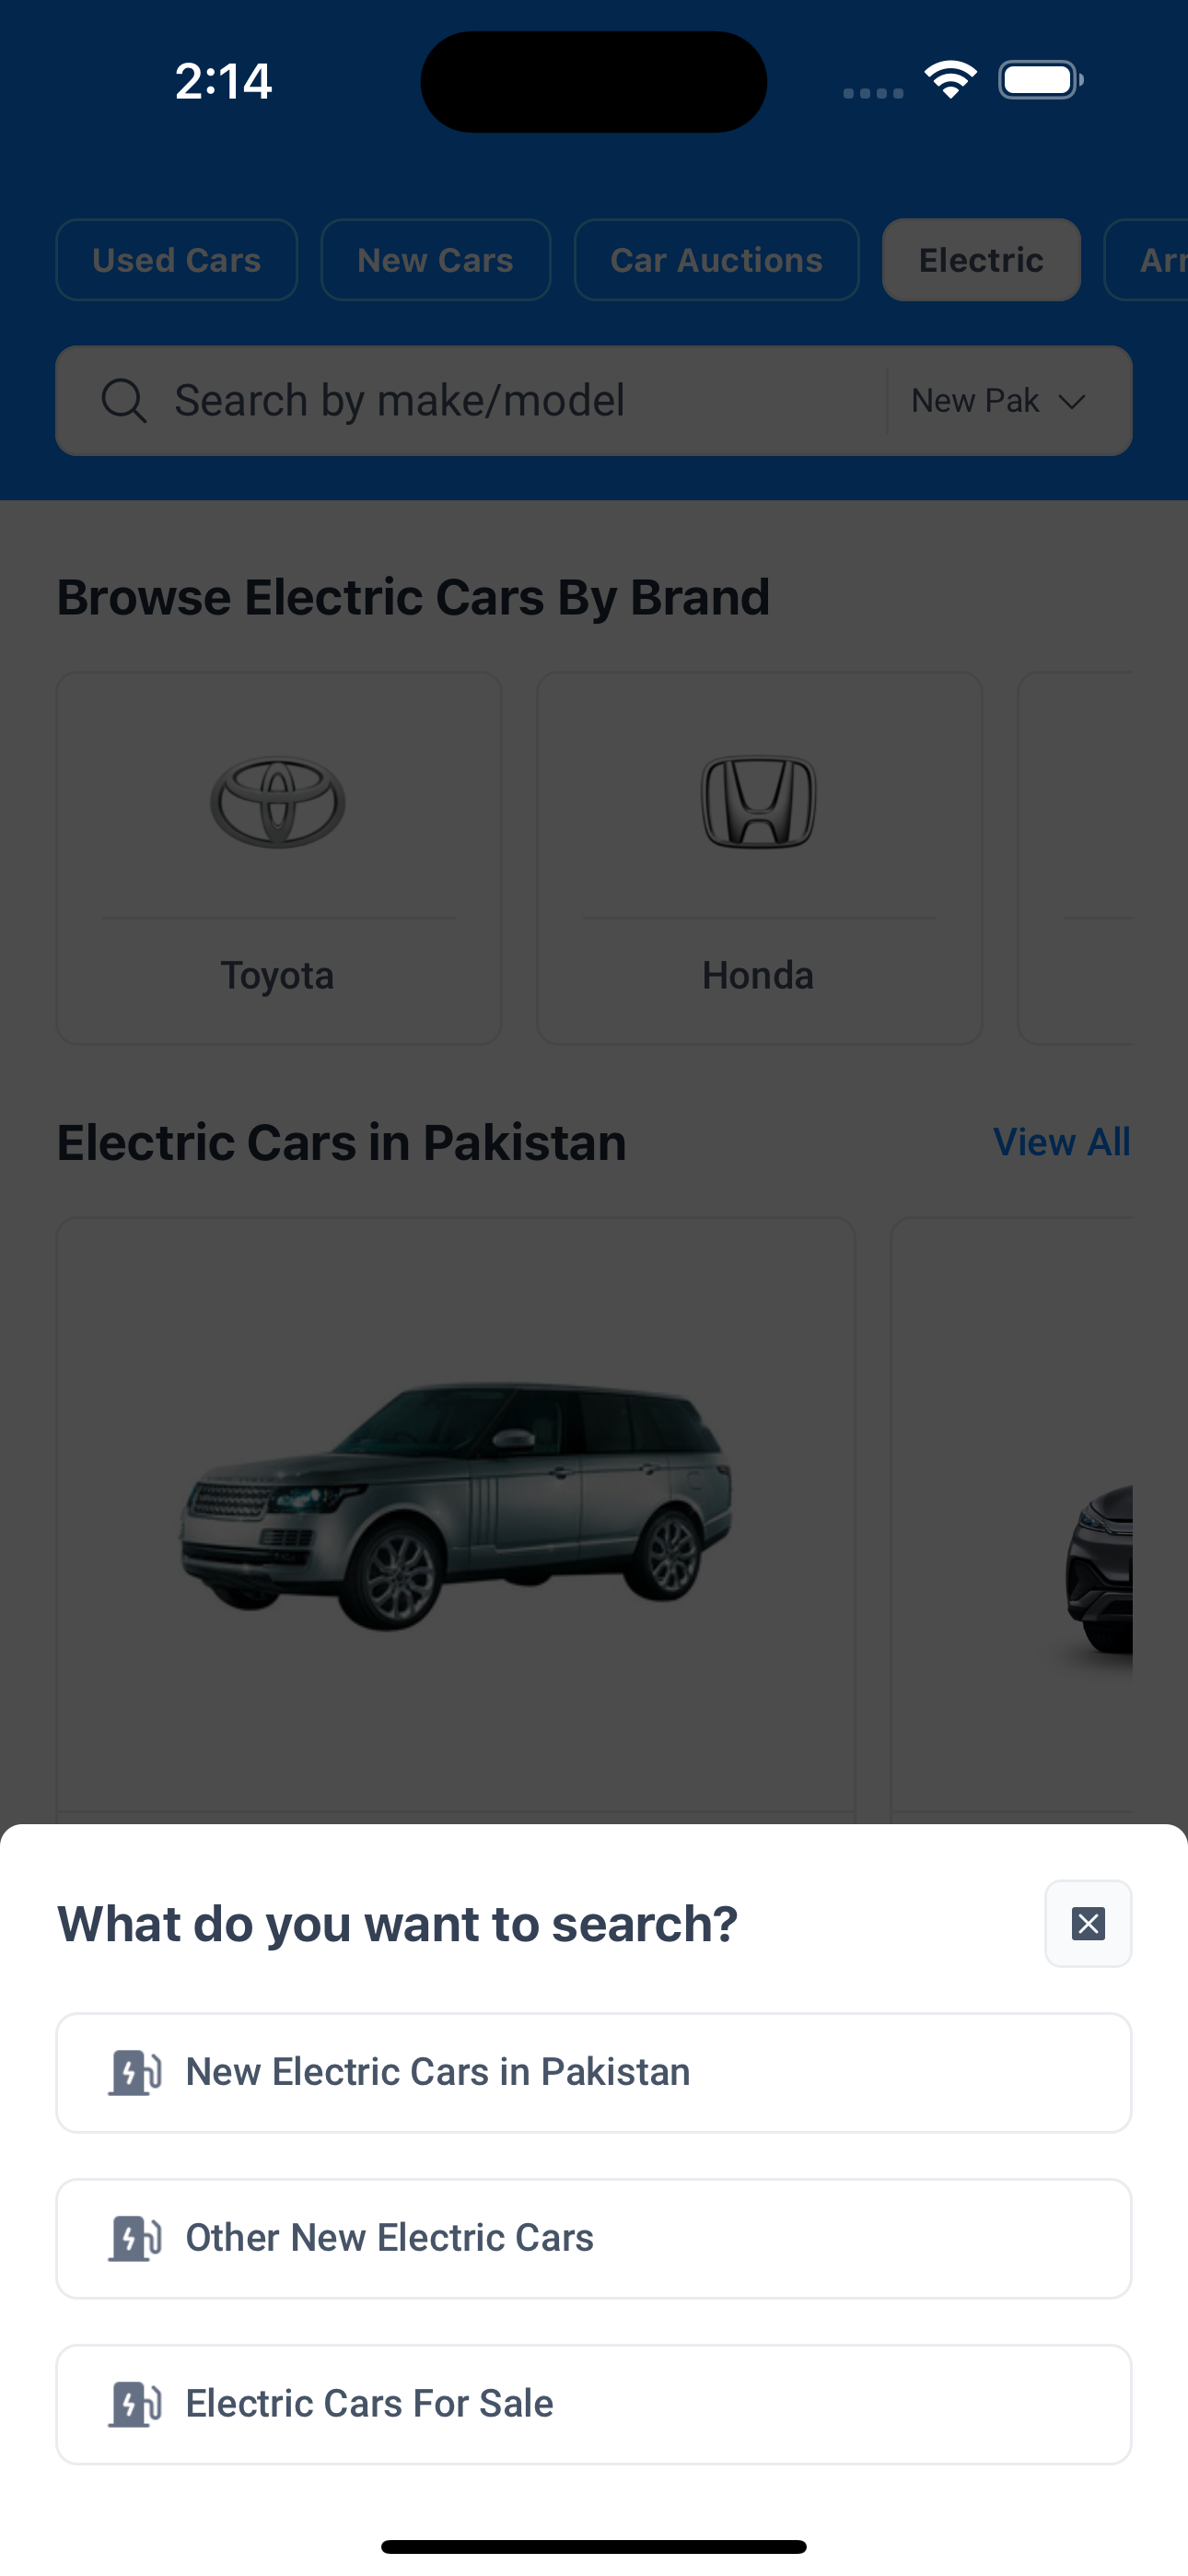 2:14
Used Cars
New Cars
Car Auctions
Electric
Search by make/model
New Pak
Browse Electric Cars By Brand
Toyota
Honda
Electric Cars in Pakistan
View All
What do you want to search?
New Electric Cars in Pakistan
Other New Electric Cars
Electric Cars For Sale